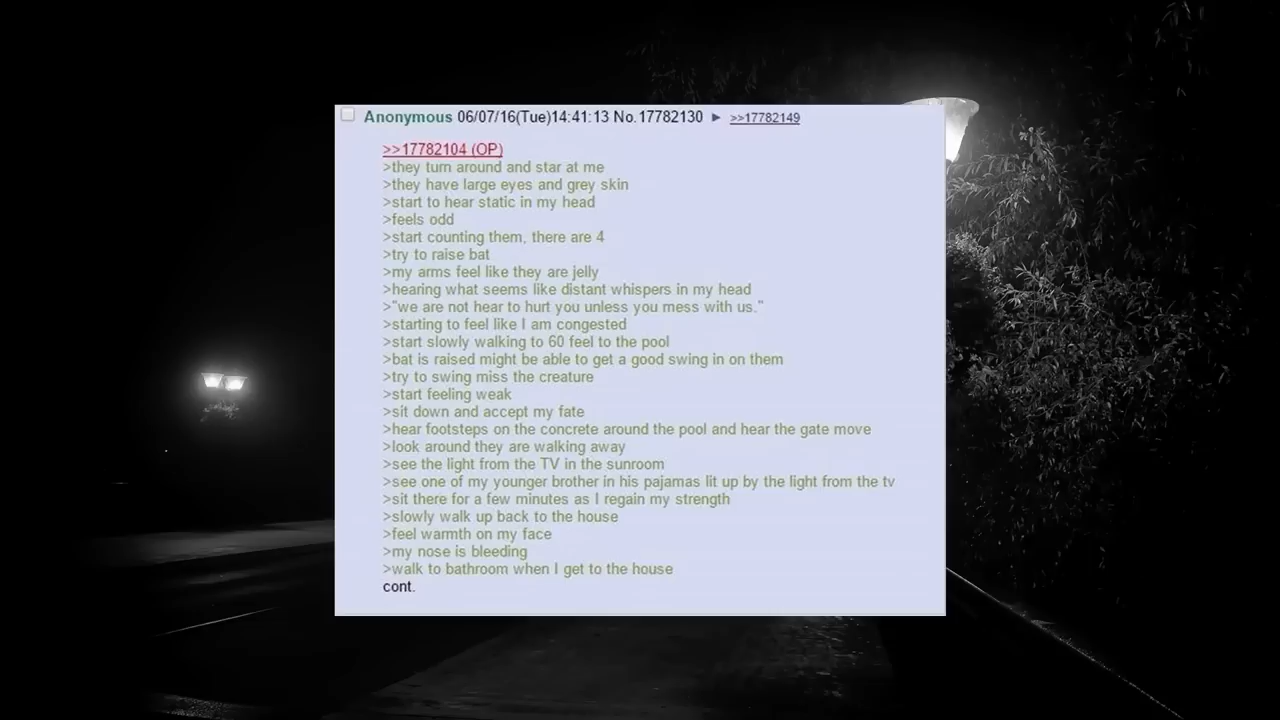 Anonymous 06/07/16(Tue)14:41:13 No.17782130 ► >>17782149
>>17782104 (OP)
>they turn around and star at me
>they have large eyes and grey skin
>start to hear static in my head
>feels odd
>start counting them, there are 4
>try to raise bat
>my arms feel like they are jelly
>hearing what seems like distant whispers in my head
>"we are not hear to hurt you unless you mess with us."
>starting to feel like I am congested
>start slowly walking to 60 feel to the pool
>bat is raised might be able to get a good swing in on them
>try to swing miss the creature
>start feeling weak
>sit down and accept my fate
>hear footsteps on the concrete around the pool and hear the gate move
>look around they are walking away
>see the light from the TV in the sunroom
>see one of my younger brother in his pajamas lit up by the light from the tv
>sit there for a few minutes as I regain my strength
>slowly walk up back to the house
>feel warmth on my face
>my nose is bleeding
>walk to bathroom when I get to the house
cont.